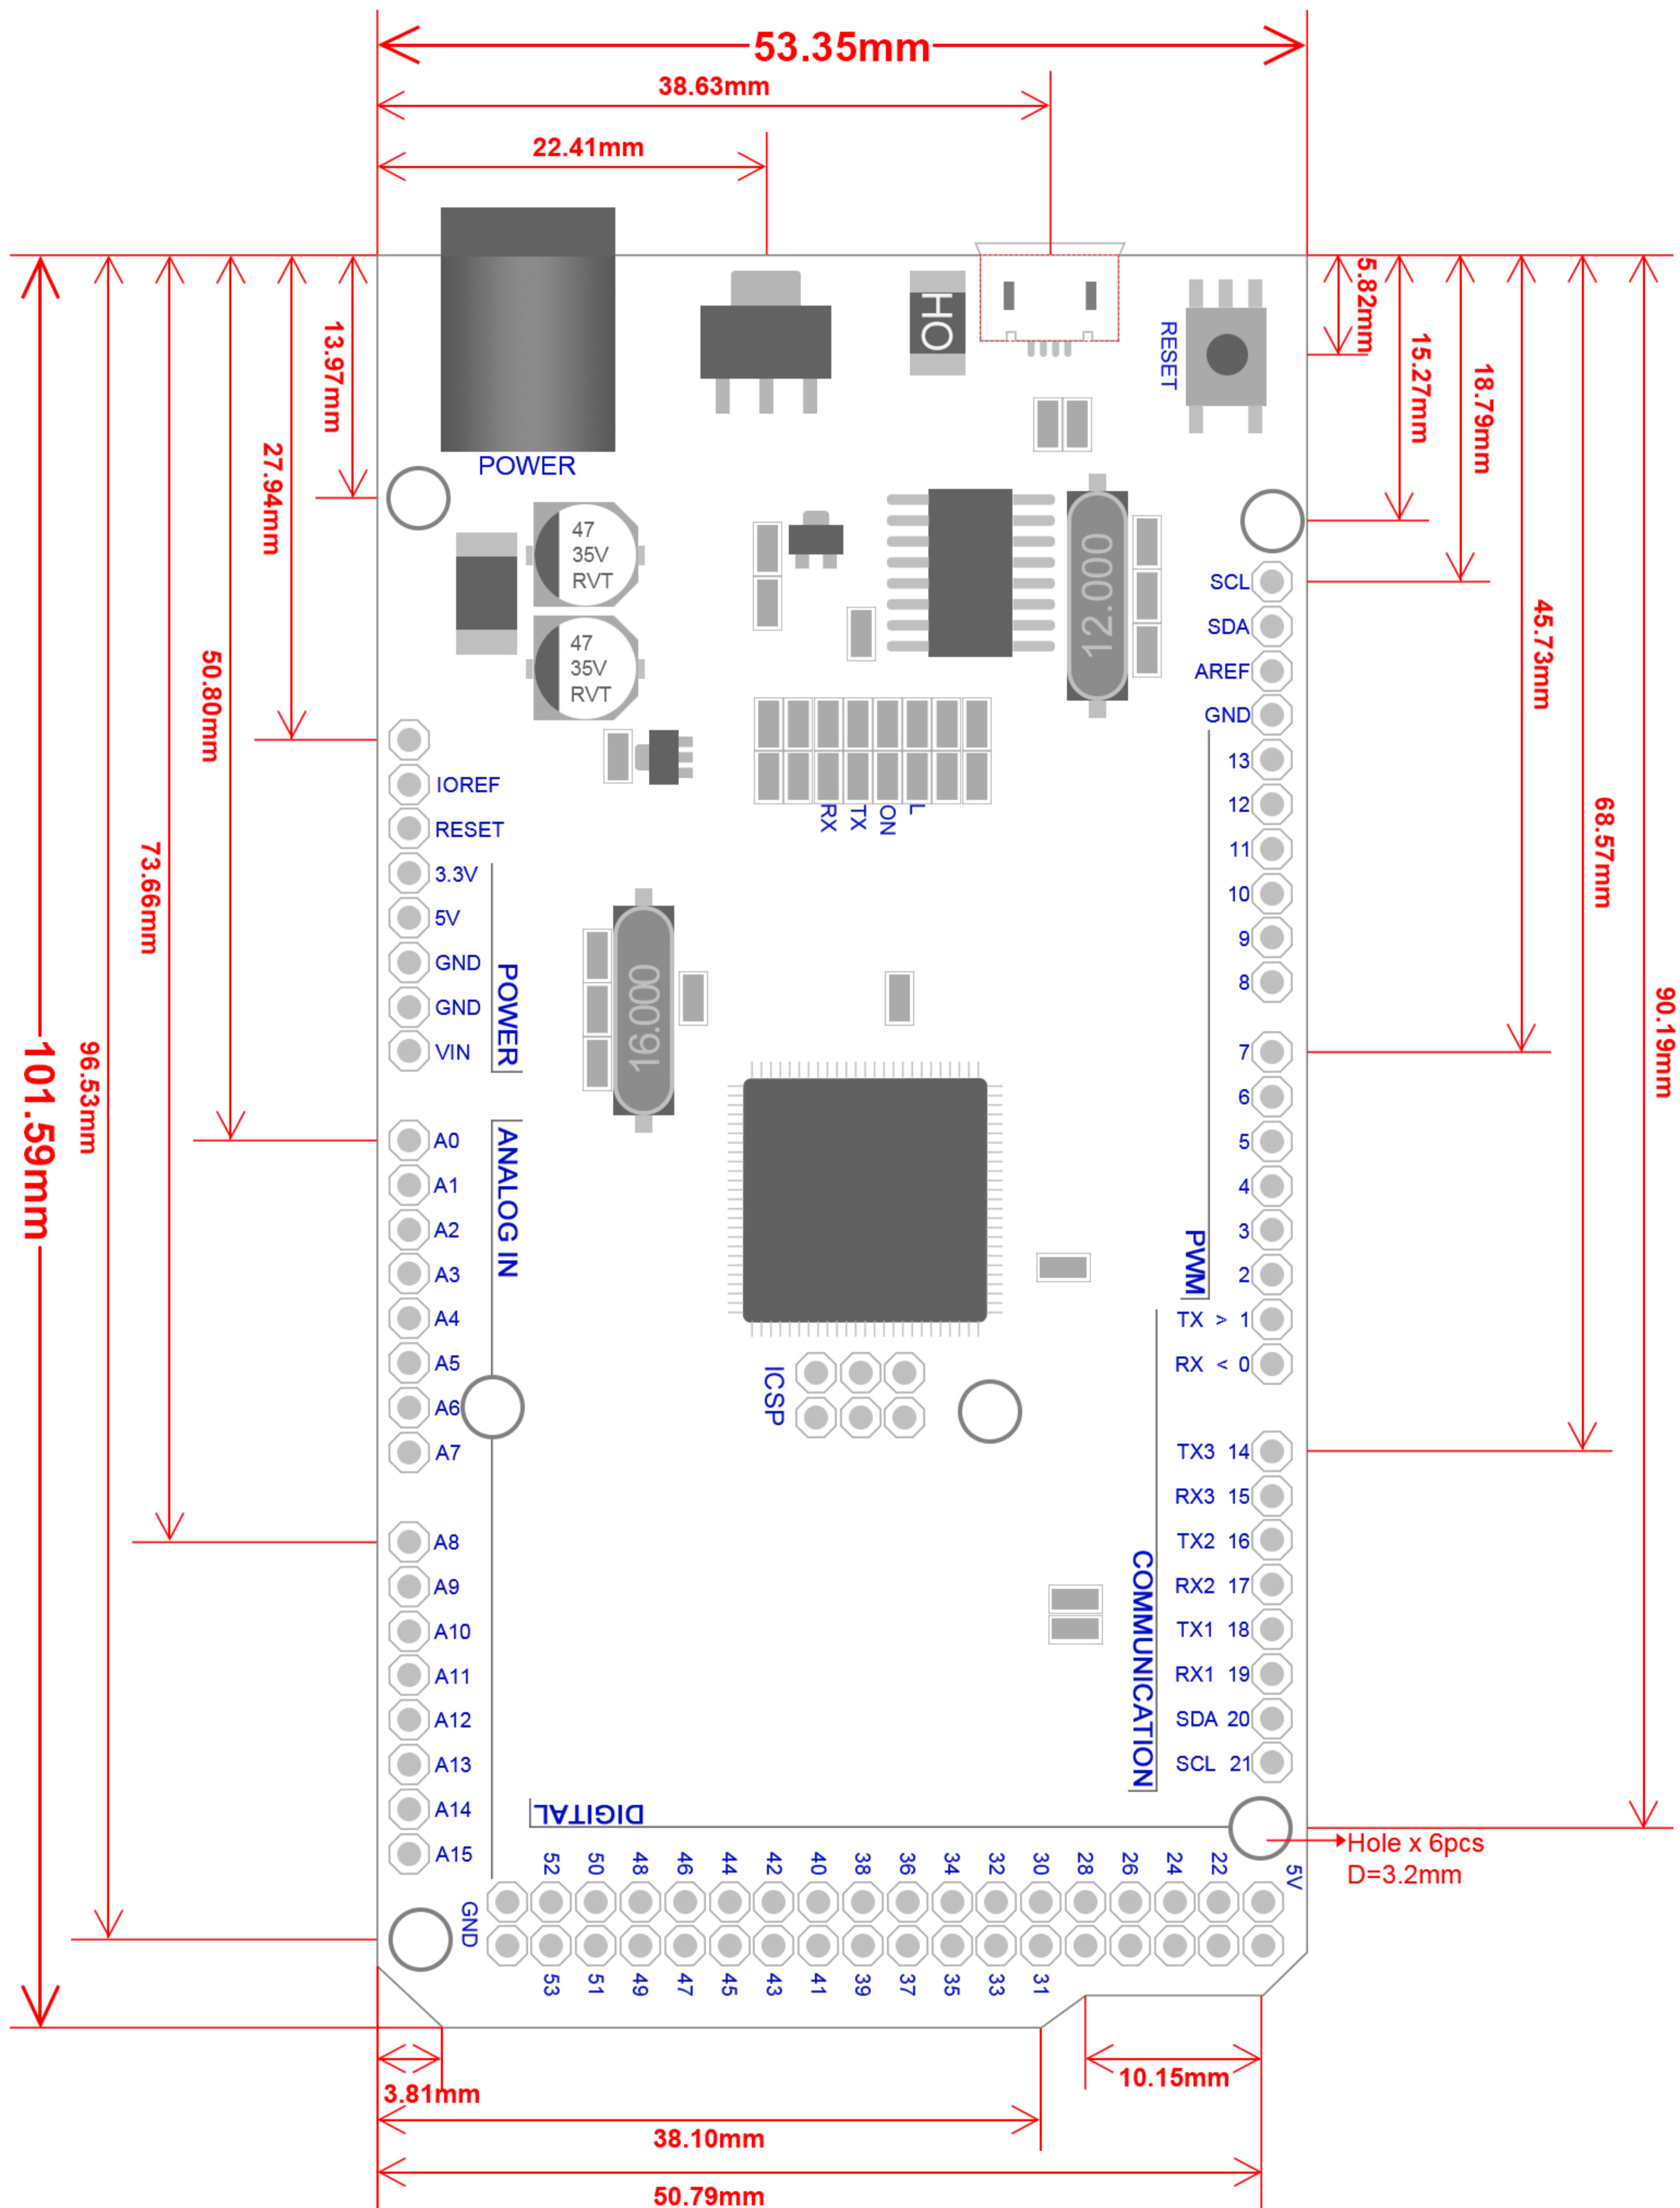 53.35mm
38.63mm
22.41mm
101.59mm
96.53mm
73.66mm
50.80mm
27.94mm
13.97mm
5.82mm
15.27mm
18.79mm
45.73mm
68.57mm
90.19mm
POWER
OH
RESET
47
35V
RVT
47
35V
RVT
12.000
16.000
RX
TX
ON
L
IOREF
RESET
3.3V
5V
GND
GND
VIN
POWER
A0
A1
A2
A3
A4
A5
A6
A7
ANALOG IN
A8
A9
A10
A11
A12
A13
A14
A15
SCL
SDA
AREF
GND
13
12
11
10
9
8
7
6
5
4
3
2
TX > 1
RX < 0
PWM
ICSP
TX3 14
RX3 15
TX2 16
RX2 17
TX1 18
RX1 19
SDA 20
SCL 21
COMMUNICATION
DIGITAL
52 50 48 46 44 42 40 38 36 34 32 30 28 26 24 22 5V
GND
53 51 49 47 45 43 41 39 37 35 33 31
Hole x 6pcs
D=3.2mm
3.81mm
10.15mm
38.10mm
50.79mm